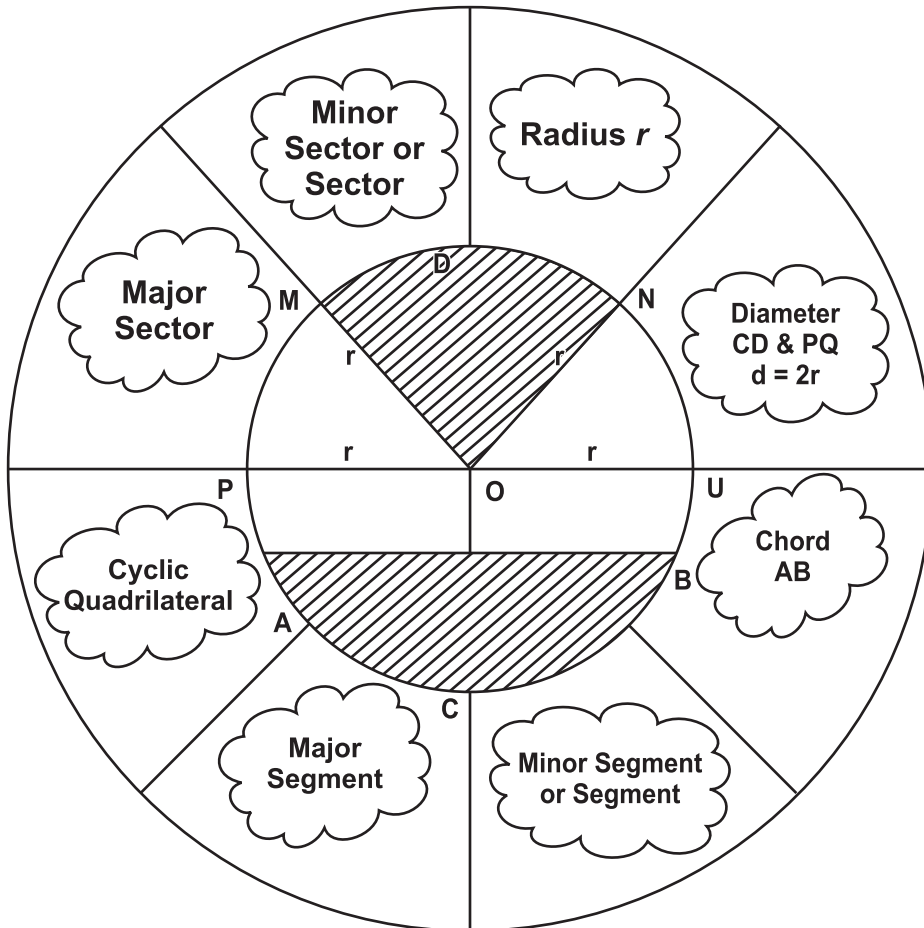 Minor
Sector or
Sector
Radius r
Major
Sector
D
M
N
Diameter
CD & PQ
d = 2r
r
r
r
r
P
O
U
Chord
AB
Cyclic
Quadrilateral
B
A
C
Major
Segment
Minor Segment
or Segment